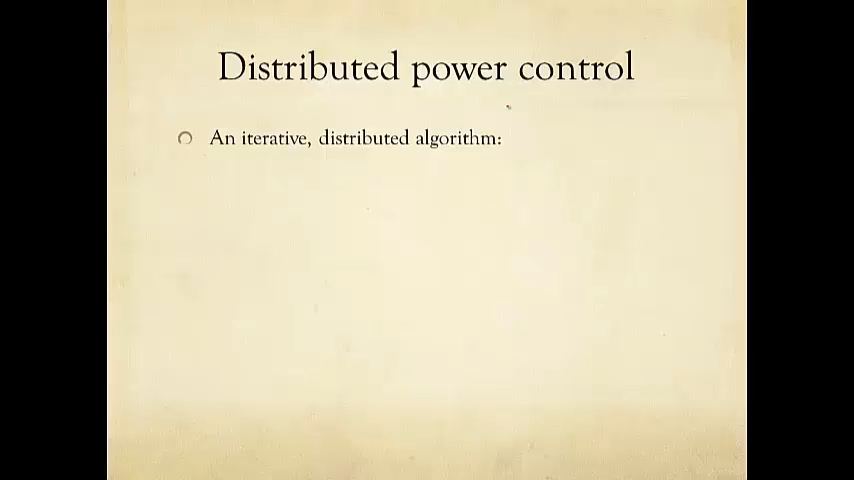 Distributed power control
An iterative, distributed algorithm: